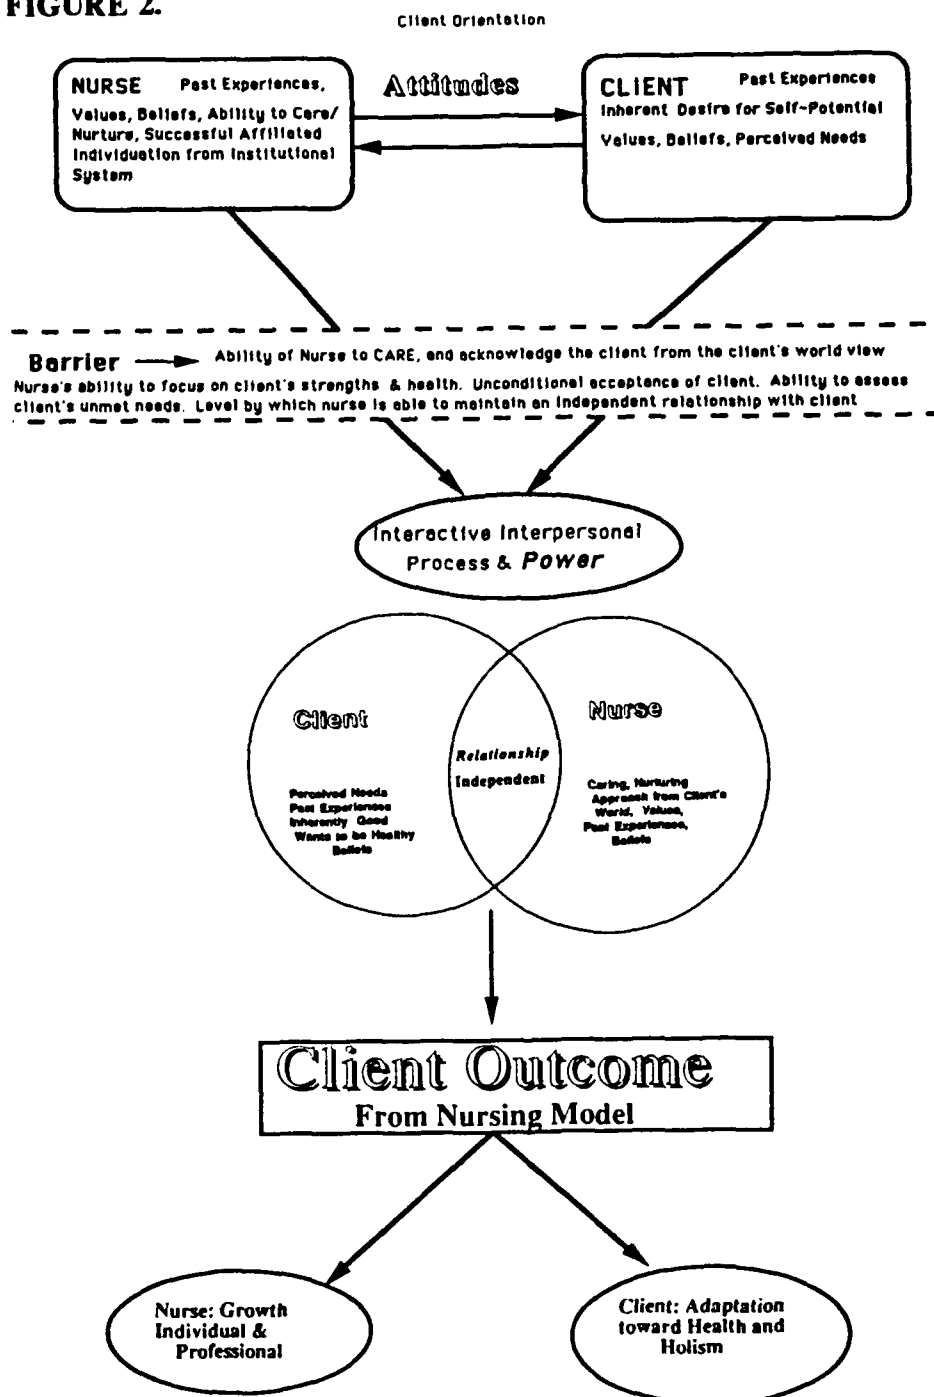 FIGURE 2.
Client Orientation
NURSE Past Experiences,
Values, Beliefs, Ability to Care/
Nurture, Successful Affiliated
Individuation from Institutional
System
Attitudes
CLIENT Past Experiences
Inherent Desire for Self-Potential
Values, Beliefs, Perceived Needs
Barrier Ability of Nurse to CARE, and acknowledge the client from the client's world view
Nurse's ability to focus on client's strengths & health. Unconditional acceptance of client. Ability to assess
client's unmet needs. Level by which nurse is able to maintain an independent relationship with client
Interactive Interpersonal
Process & Power
Client
Perceived Needs
Past Experiences
Inherently Good
Wants to be Healthy
Beliefs
Relationship
Independent
Nurse
Caring, Nurturing
Approach from Client's
World, Values,
Past Experiences,
Beliefs
Client Outcome
From Nursing Model
Nurse: Growth
Individual &
Professional
Client: Adaptation
toward Health and
Holism